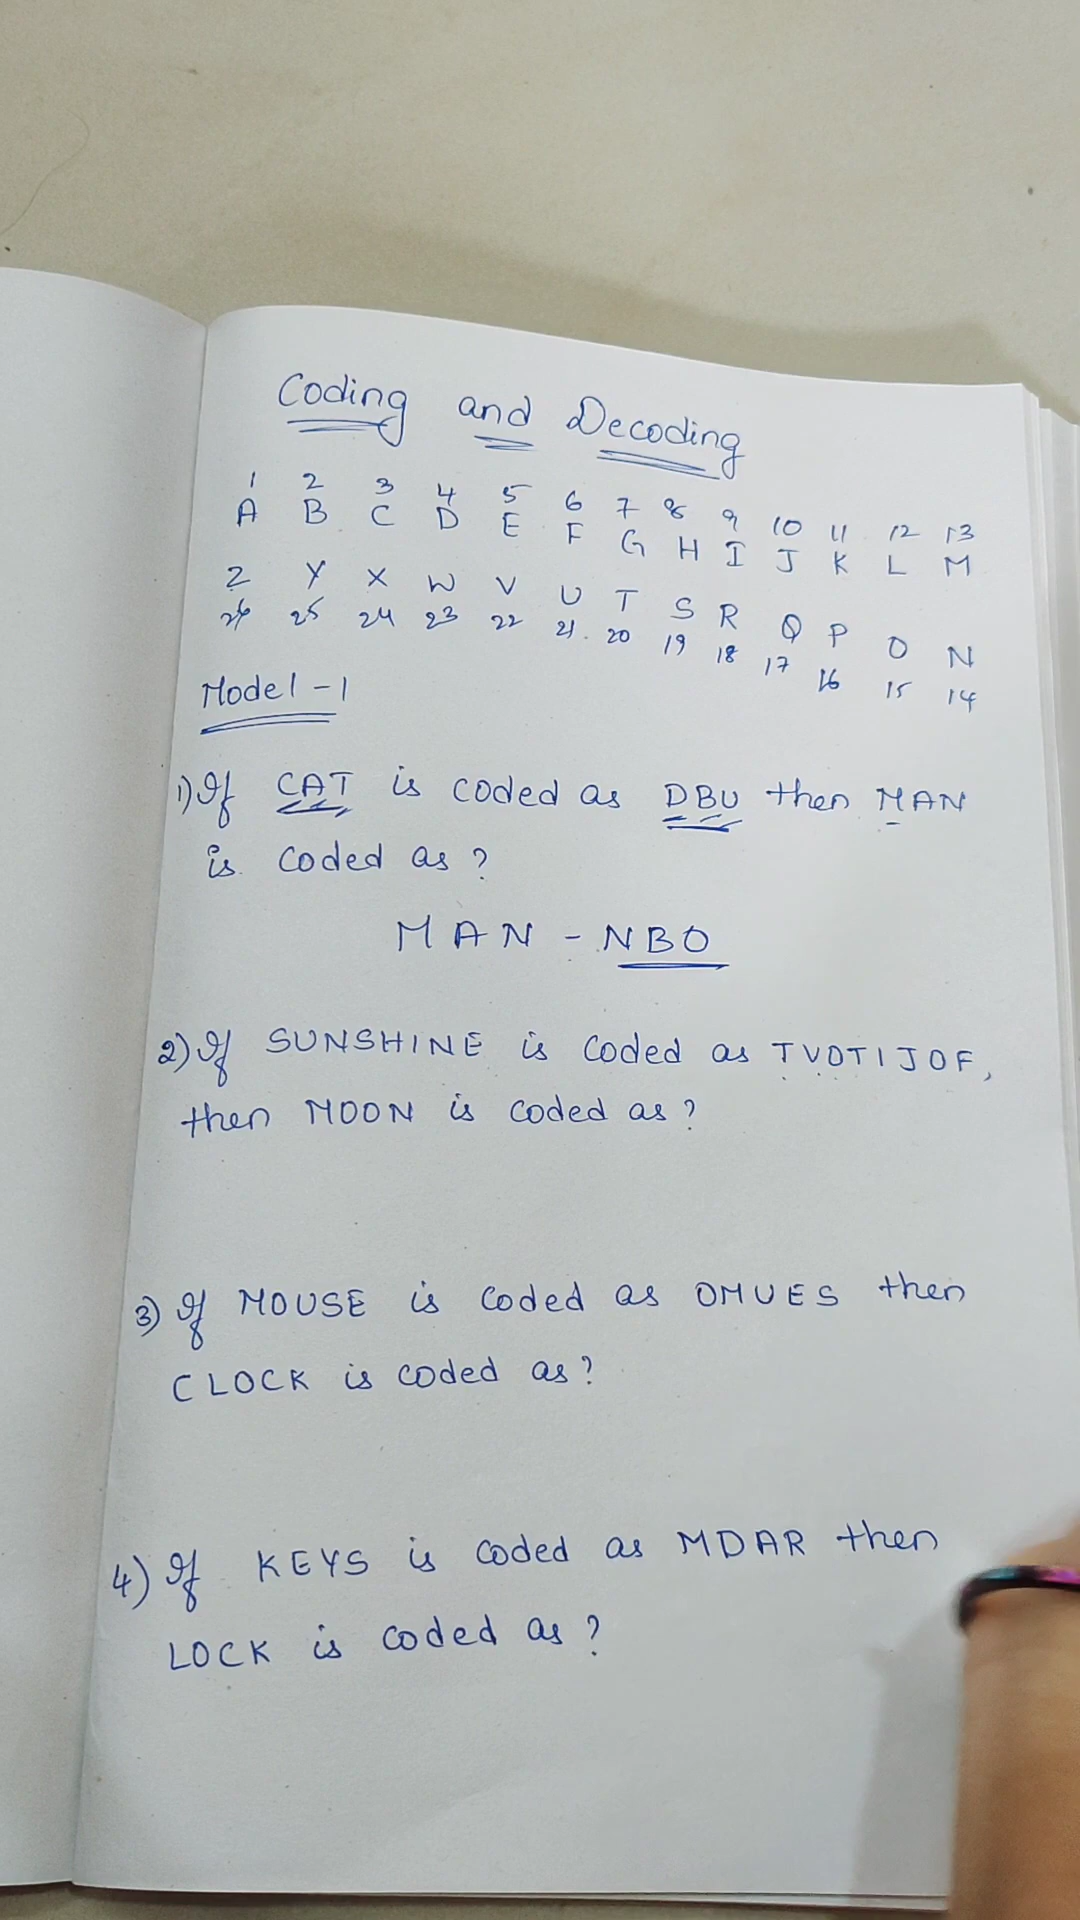 Coding and Decoding
1 2 3 4 5 6 7 8 9 10 11 12 13
A B C D E F G H I J K L M
Z Y X W V U T S R Q P O N
26 25 24 23 22 21. 20 19 18 17 16 15 14
Model-1
1) If CAT is coded as DBU then MAN
is coded as?
MAN - NBO
2) If SUNSHINE is coded as TVOTIJOF,
then MOON is coded as?
3) If MOUSE is coded as OMUES then
CLOCK is coded as?
4) If KEYS is coded as MDAR then
LOCK is coded as?